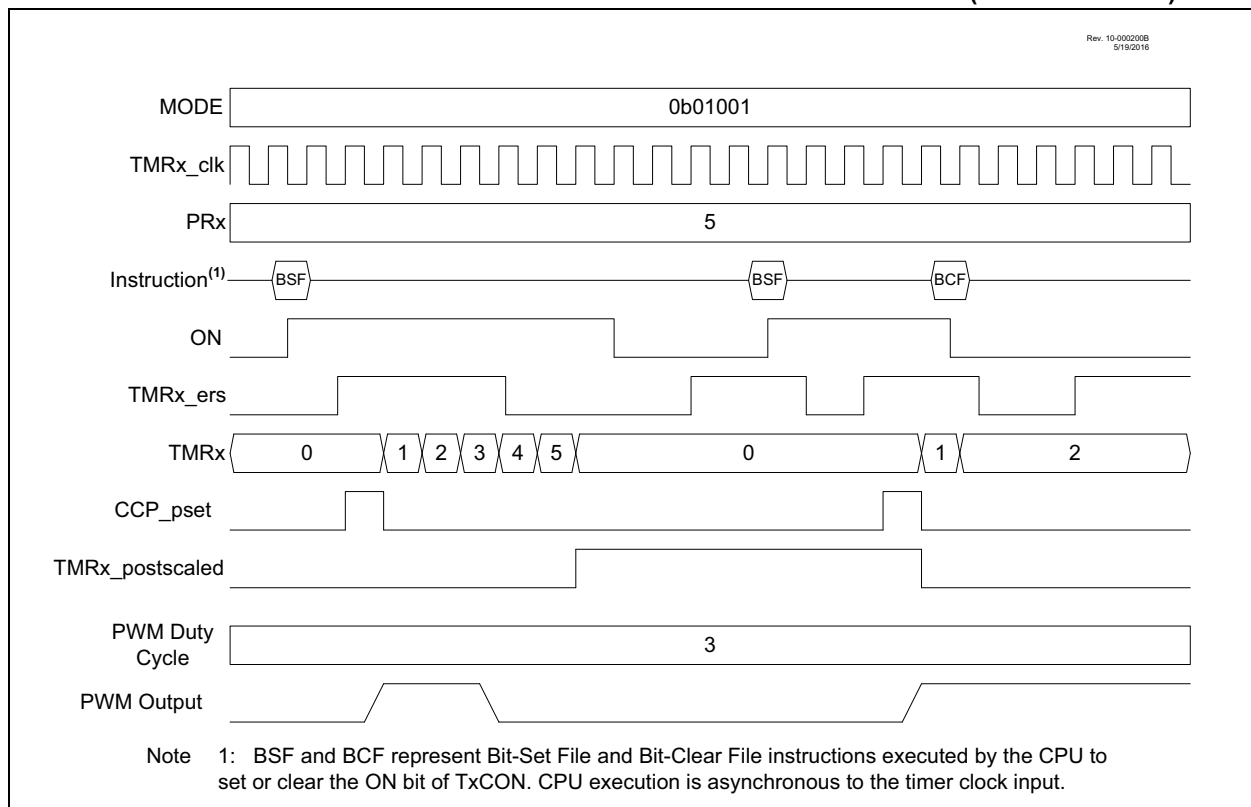 Rev. 10-000200B
5/19/2016
MODE 0b01001
TMRx_clk
PRx 5
Instruction(1) BSF BSF BCF
ON
TMRx_ers
TMRx 0 1 2 3 4 5 0 1 2
CCP_pset
TMRx_postscaled
PWM Duty
Cycle
3
PWM Output
Note 1: BSF and BCF represent Bit-Set File and Bit-Clear File instructions executed by the CPU to
set or clear the ON bit of TxCON. CPU execution is asynchronous to the timer clock input.